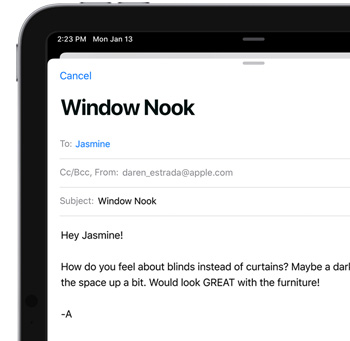 2:23 PM Mon Jan 13
Cancel
Window Nook
To: Jasmine
Cc/Bcc, From: daren_estrada@apple.com
Subject: Window Nook
Hey Jasmine!
How do you feel about blinds instead of curtains? Maybe a
the space up a bit. Would look GREAT with the furniture!
-A